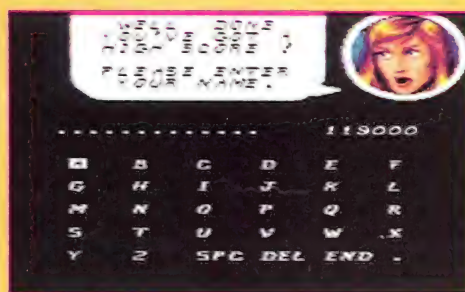 WELL DONE
YOU'VE GOT A
HIGH SCORE !
PLEASE ENTER
YOUR NAME.
............. 119000
A B C D E F
G H I J K L
M N O P Q R
S T U V W X
Y Z SPC DEL END .